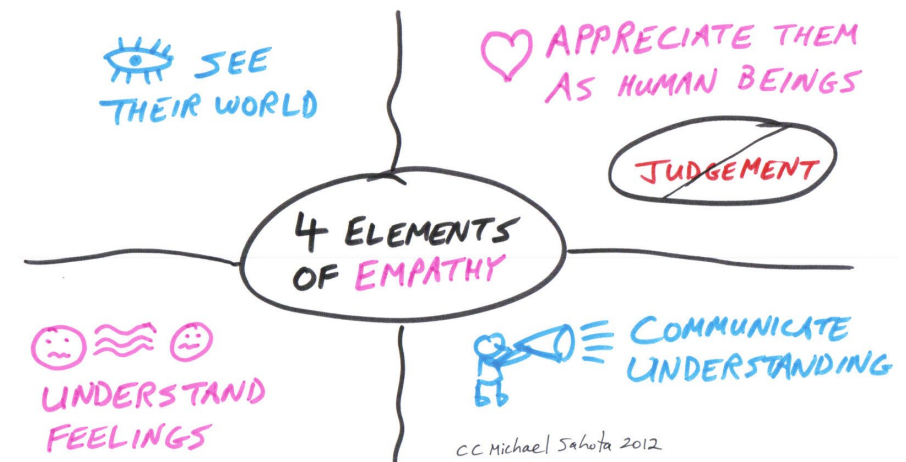 SEE
THEIR WORLD
APPRECIATE THEM
AS HUMAN BEINGS
JUDGEMENT
4 ELEMENTS
OF EMPATHY
UNDERSTAND
FEELINGS
COMMUNICATE
UNDERSTANDING
CC Michael Sahota 2012